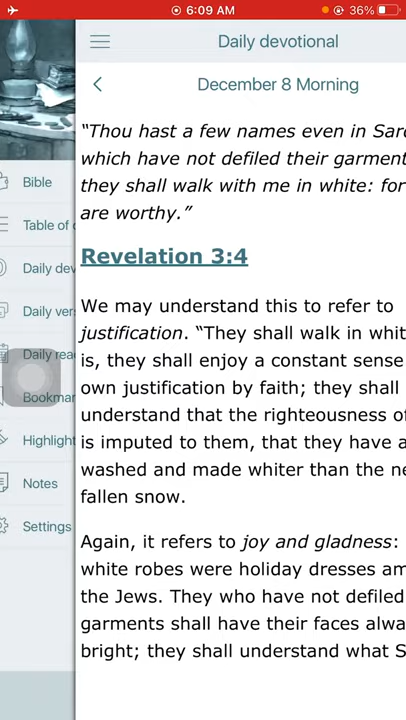 6:09 AM
36%
Daily devotional
December 8 Morning
Bible
Table of
Daily dev
Daily ver
Daily rea
Bookmar
Highlight
Notes
Settings
“Thou hast a few names even in Sard
which have not defiled their garment
they shall walk with me in white: for
are worthy.”
Revelation 3:4
We may understand this to refer to
justification. “They shall walk in whit
is, they shall enjoy a constant sense
own justification by faith; they shall
understand that the righteousness of
is imputed to them, that they have a
washed and made whiter than the ne
fallen snow.
Again, it refers to joy and gladness:
white robes were holiday dresses am
the Jews. They who have not defiled
garments shall have their faces alwa
bright; they shall understand what S